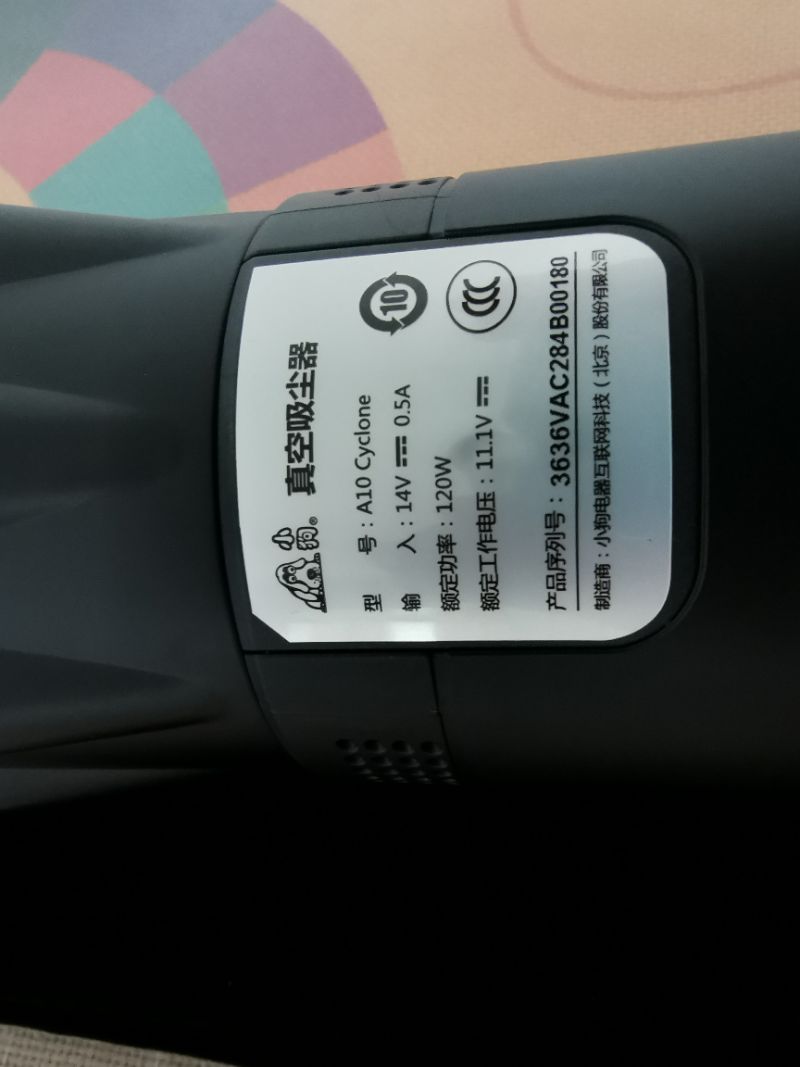 小狗® 真空吸尘器
型号：A10 Cyclone
输入：14V 0.5A
额定功率：120W
额定工作电压：11.1V
10
CCC
产品序列号：3636VAC284B00180
制造商：小狗电器互联网科技（北京）股份有限公司